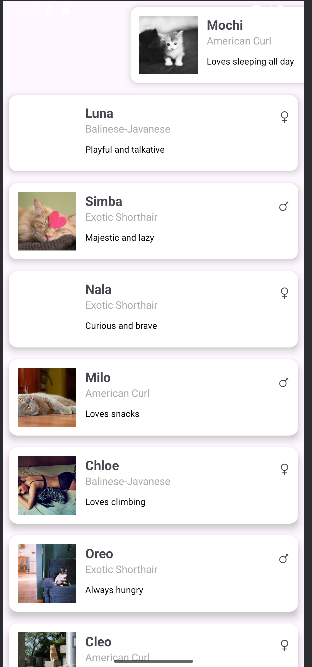 Mochi
American Curl
Loves sleeping all day
Luna
Balinese-Javanese
Playful and talkative
Simba
Exotic Shorthair
Majestic and lazy
Nala
Exotic Shorthair
Curious and brave
Milo
American Curl
Loves snacks
Chloe
Balinese-Javanese
Loves climbing
Oreo
Exotic Shorthair
Always hungry
Cleo
American Curl